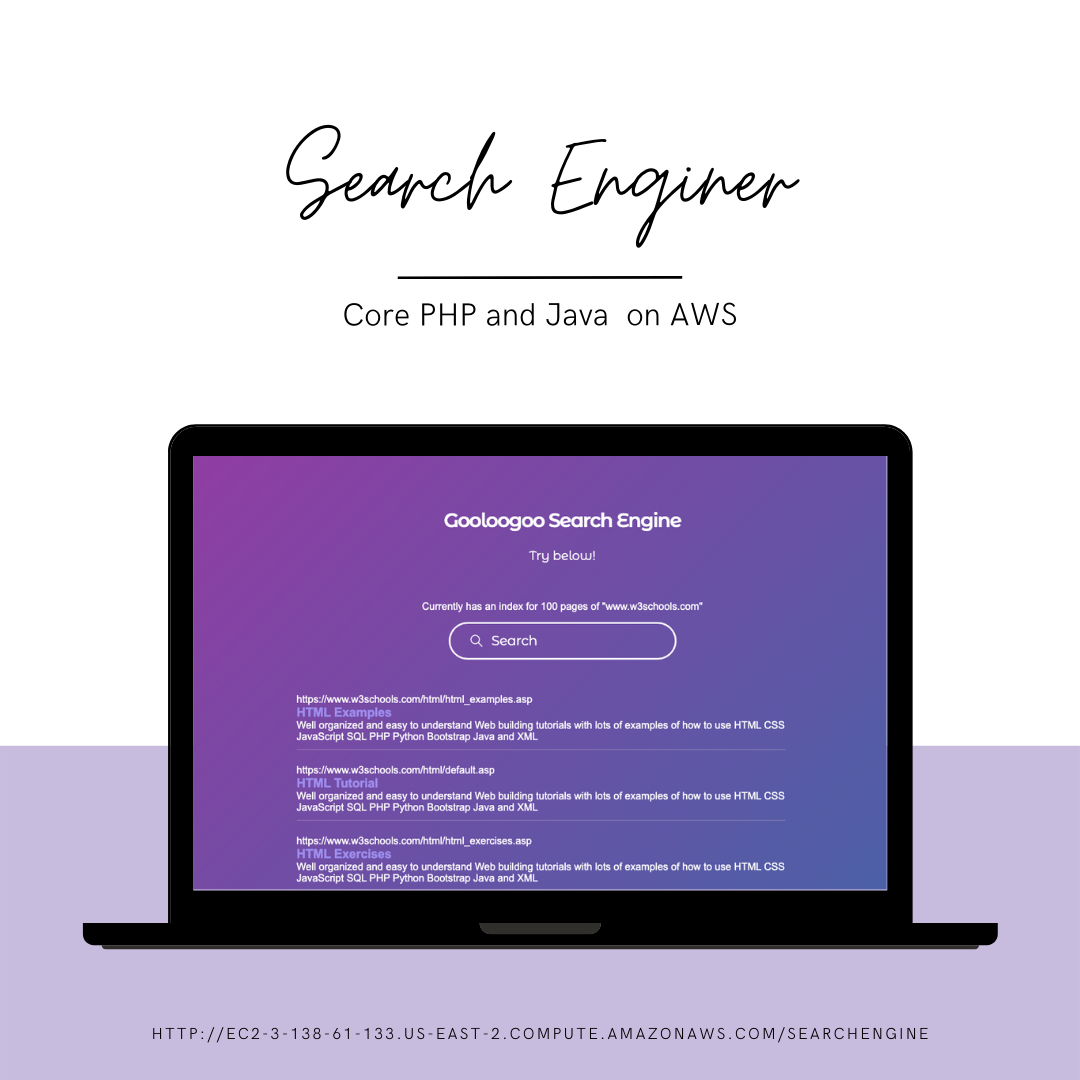 Search Enginer
Core PHP and Java on AWS
Gooloogoo Search Engine
Try below!
Currently has an index for 100 pages of "www.w3schools.com"
Search
https://www.w3schools.com/html/html_examples.asp
HTML Examples
Well organized and easy to understand Web building tutorials with lots of examples of how to use HTML CSS
JavaScript SQL PHP Python Bootstrap Java and XML
https://www.w3schools.com/html/default.asp
HTML Tutorial
Well organized and easy to understand Web building tutorials with lots of examples of how to use HTML CSS
JavaScript SQL PHP Python Bootstrap Java and XML
https://www.w3schools.com/html/html_exercises.asp
HTML Exercises
Well organized and easy to understand Web building tutorials with lots of examples of how to use HTML CSS
JavaScript SQL PHP Python Bootstrap Java and XML
HTTP://EC2-3-138-61-133.US-EAST-2.COMPUTE.AMAZONAWS.COM/SEARCHENGINE